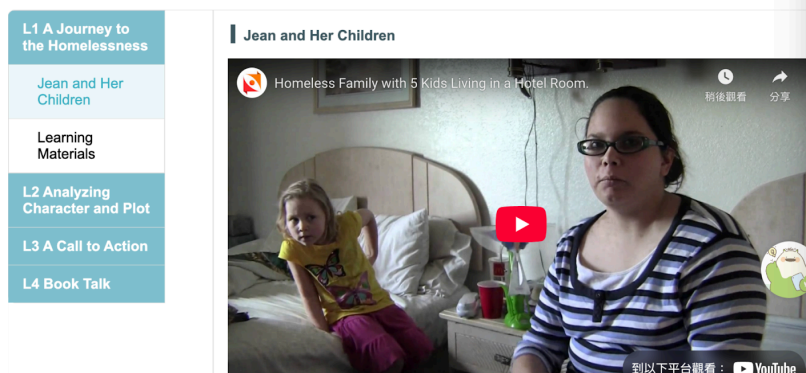 L1 A Journey to
the Homelessness
Jean and Her
Children
Learning
Materials
L2 Analyzing
Character and Plot
L3 A Call to Action
L4 Book Talk
Jean and Her Children
Homeless Family with 5 Kids Living in a Hotel Room.
稍後觀看
分享
到以下平台觀看：
YouTube